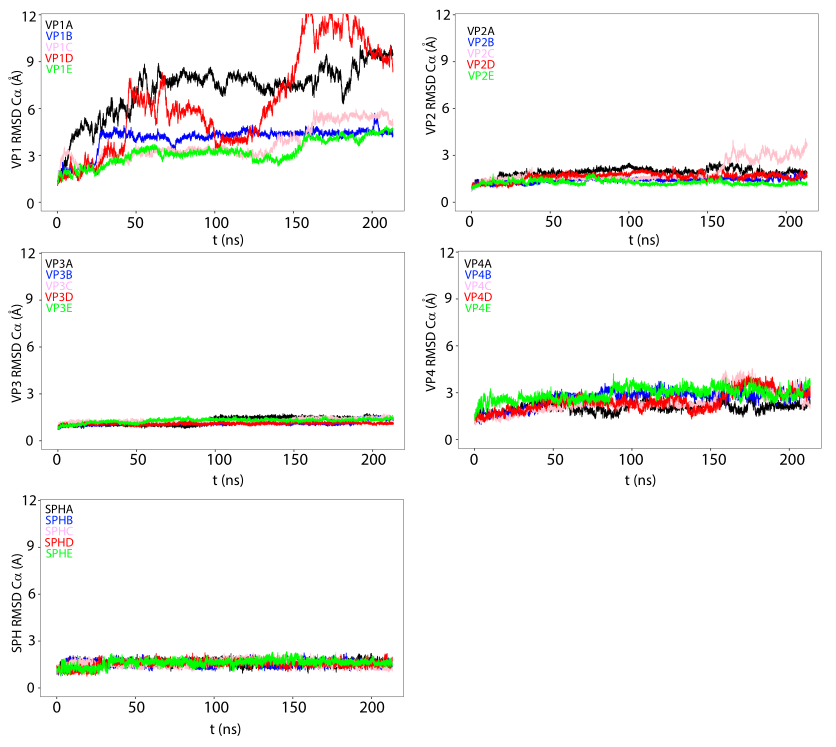 VP1 RMSD Cα (Å)
12
9
6
3
0
VP1A
VP1B
VP1C
VP1D
VP1E
0 50 100 150 200
t (ns)
VP2 RMSD Cα (Å)
12
9
6
3
0
VP2A
VP2B
VP2C
VP2D
VP2E
0 50 100 150 200
t (ns)
VP3 RMSD Cα (Å)
12
9
6
3
0
VP3A
VP3B
VP3C
VP3D
VP3E
0 50 100 150 200
t (ns)
VP4 RMSD Cα (Å)
12
9
6
3
0
VP4A
VP4B
VP4C
VP4D
VP4E
0 50 100 150 200
t (ns)
SPH RMSD Cα (Å)
12
9
6
3
0
SPHA
SPHB
SPHC
SPHD
SPHE
0 50 100 150 200
t (ns)